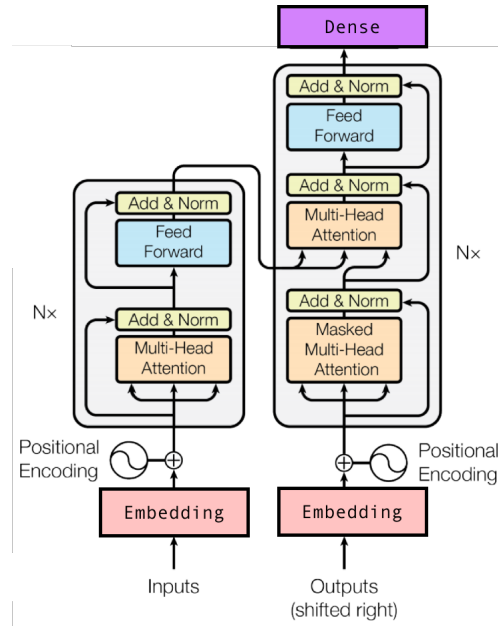 Dense
Add & Norm
Feed
Forward
Add & Norm
Multi-Head
Attention
Add & Norm
Masked
Multi-Head
Attention
N×
Add & Norm
Feed
Forward
Add & Norm
Multi-Head
Attention
N×
Positional
Encoding
Positional
Encoding
Embedding
Embedding
Inputs
Outputs
(shifted right)